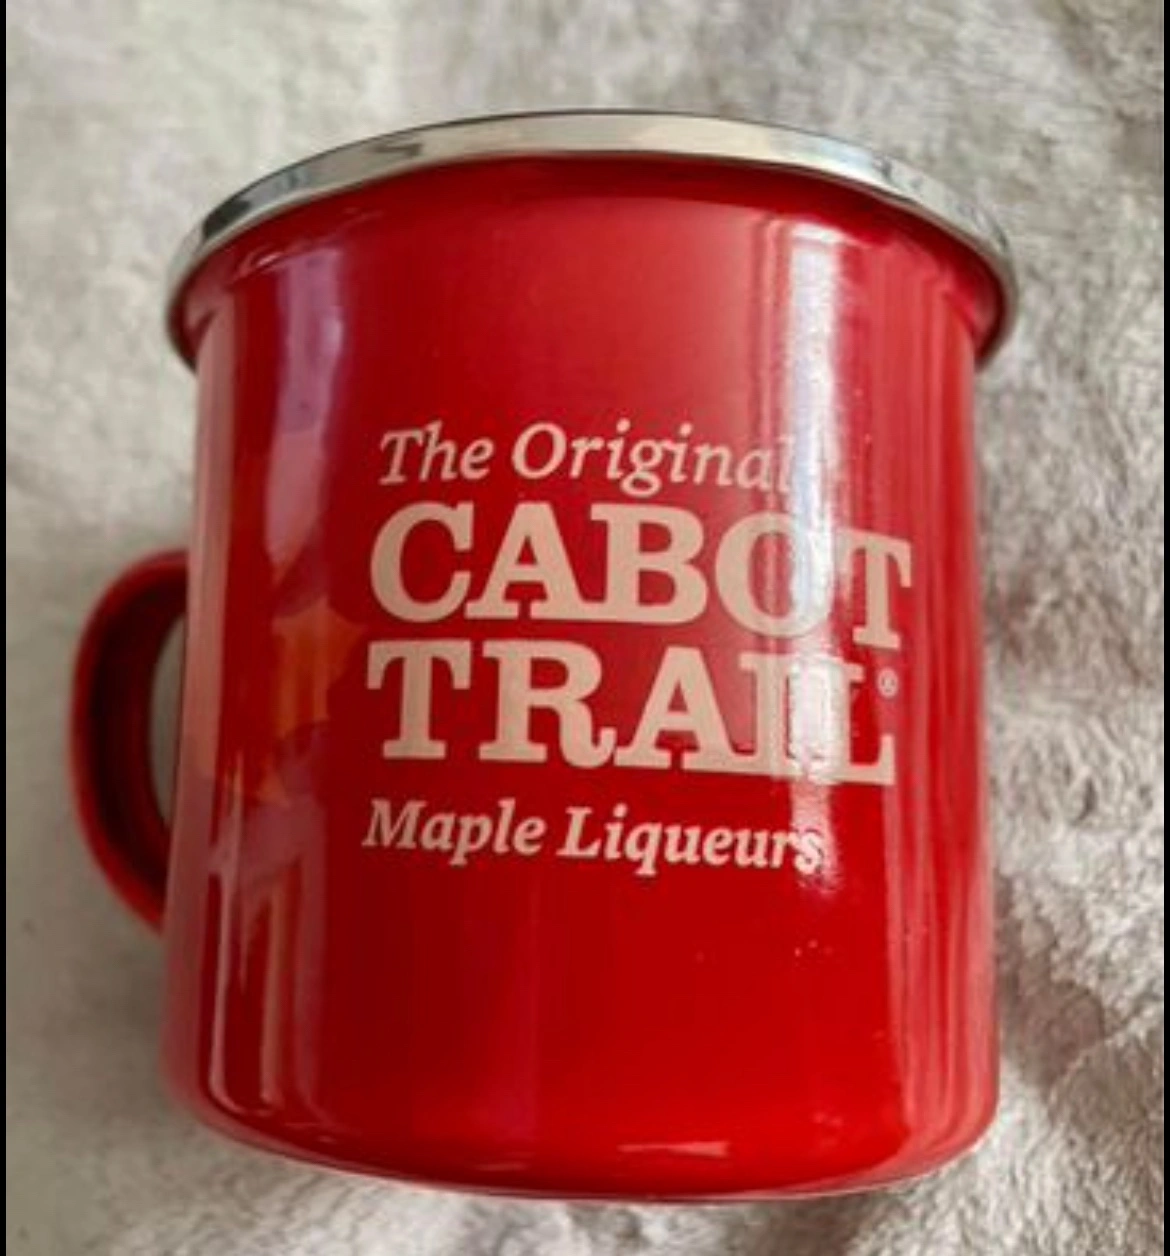 The Original
CABOT
TRAIL®
Maple Liqueurs